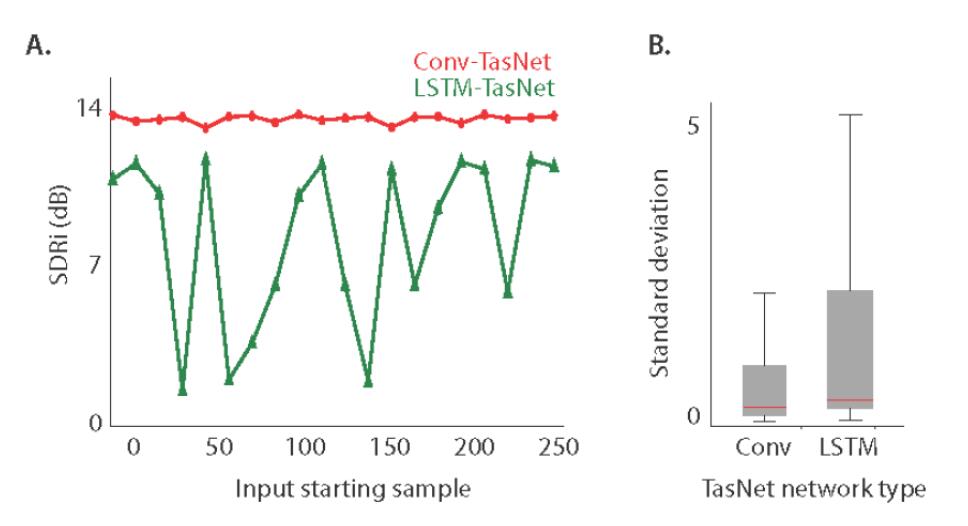 A.
Conv-TasNet
LSTM-TasNet
14
7
0
SDRi (dB)
0 50 100 150 200 250
Input starting sample
B.
5
0
Standard deviation
Conv LSTM
TasNet network type